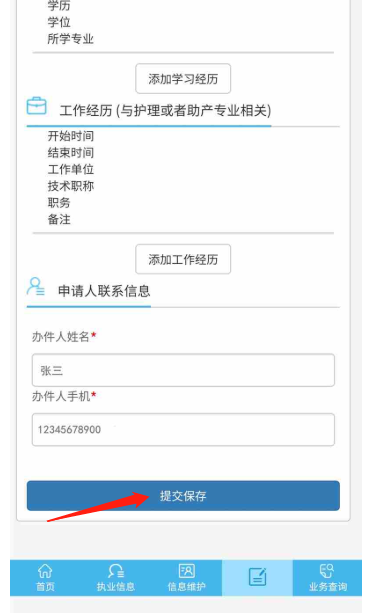 学历
学位
所学专业
添加学习经历
工作经历 (与护理或者助产专业相关)
开始时间
结束时间
工作单位
技术职称
职务
备注
添加工作经历
申请人联系信息
办件人姓名*
张三
办件人手机*
12345678900
提交保存
首页 执业信息 信息维护 业务查询